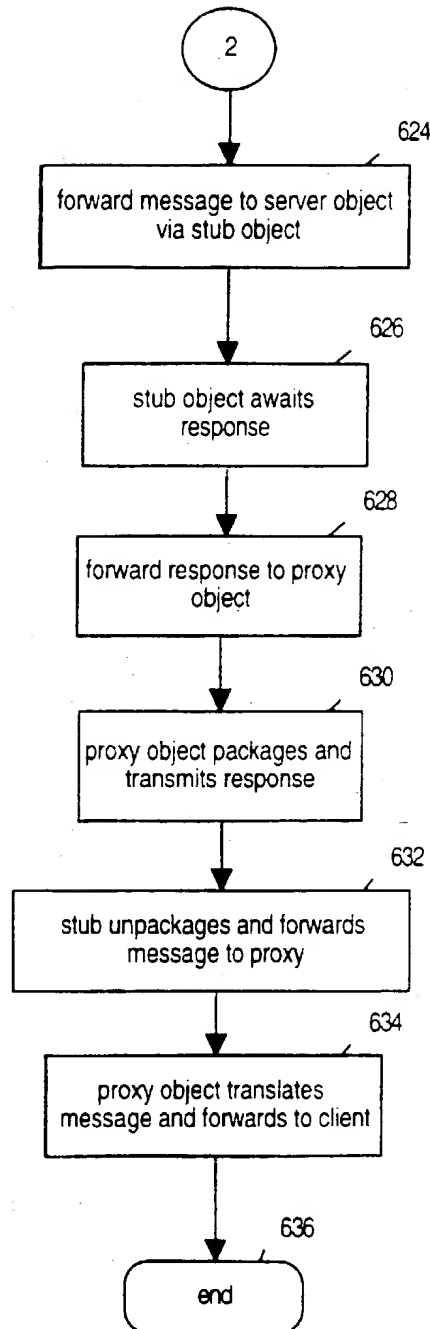 2
624
forward message to server object
via stub object
626
stub object awaits
response
628
forward response to proxy
object
630
proxy object packages and
transmits response
632
stub unpackages and forwards
message to proxy
634
proxy object translates
message and forwards to client
636
end